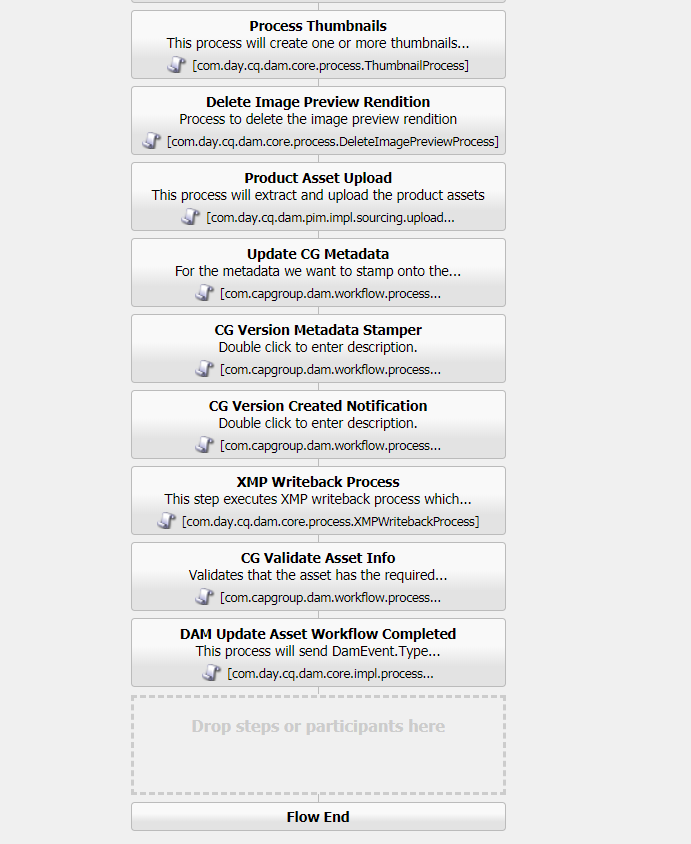 Process Thumbnails
This process will create one or more thumbnails...
[com.day.cq.dam.core.process.ThumbnailProcess]
Delete Image Preview Rendition
Process to delete the image preview rendition
[com.day.cq.dam.core.process.DeleteImagePreviewProcess]
Product Asset Upload
This process will extract and upload the product assets
[com.day.cq.dam.pim.impl.sourcing.upload...
Update CG Metadata
For the metadata we want to stamp onto the...
[com.capgroup.dam.workflow.process...
CG Version Metadata Stamper
Double click to enter description.
[com.capgroup.dam.workflow.process...
CG Version Created Notification
Double click to enter description.
[com.capgroup.dam.workflow.process...
XMP Writeback Process
This step executes XMP writeback process which...
[com.day.cq.dam.core.process.XMPWritebackProcess]
CG Validate Asset Info
Validates that the asset has the required...
[com.capgroup.dam.workflow.process...
DAM Update Asset Workflow Completed
This process will send DamEvent.Type...
[com.day.cq.dam.core.impl.process...
Drop steps or participants here
Flow End